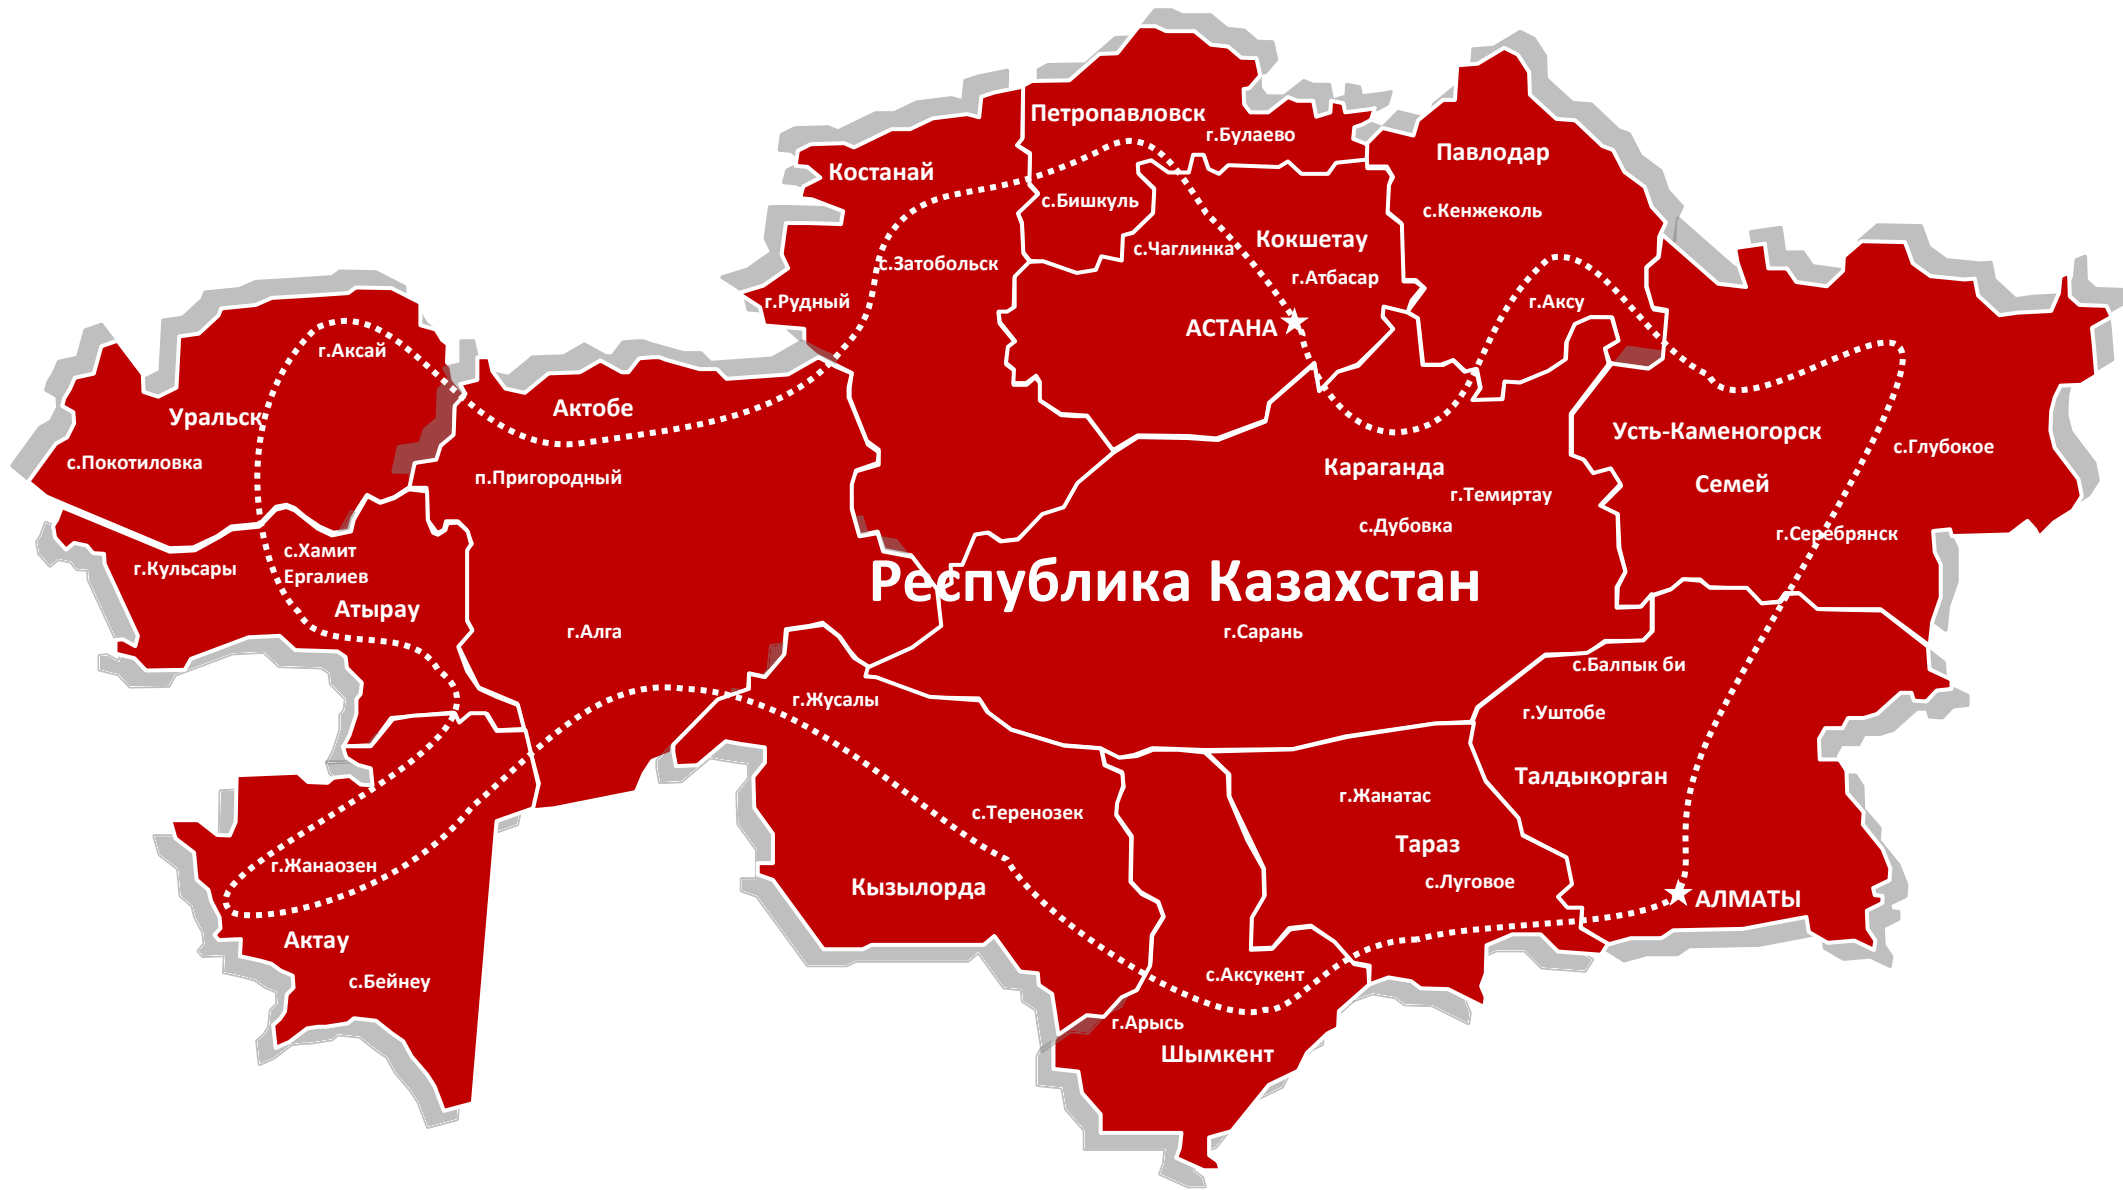 Петропавловск
г.Булаево
Павлодар
Костанай
с.Бишкуль
с.Кенжеколь
Кокшетау
с.Чаглинка
с.Затобольск
г.Атбасар
г.Рудный
г.Аксу
АСТАНА
г.Аксай
Актобе
Уральск
Усть-Каменогорск
с.Глубокое
с.Покотиловка
Караганда
п.Пригородный
Семей
г.Темиртау
с.Дубовка
г.Серебрянск
с.Хамит
Ергалиев
г.Кульсары
Республика Казахстан
Атырау
г.Алга
г.Сарань
с.Балпык би
г.Жусалы
г.Уштобе
Талдыкорган
г.Жанатас
с.Теренозек
Тараз
г.Жанаозен
с.Луговое
Кызылорда
АЛМАТЫ
Актау
с.Аксукент
с.Бейнеу
г.Арысь
Шымкент